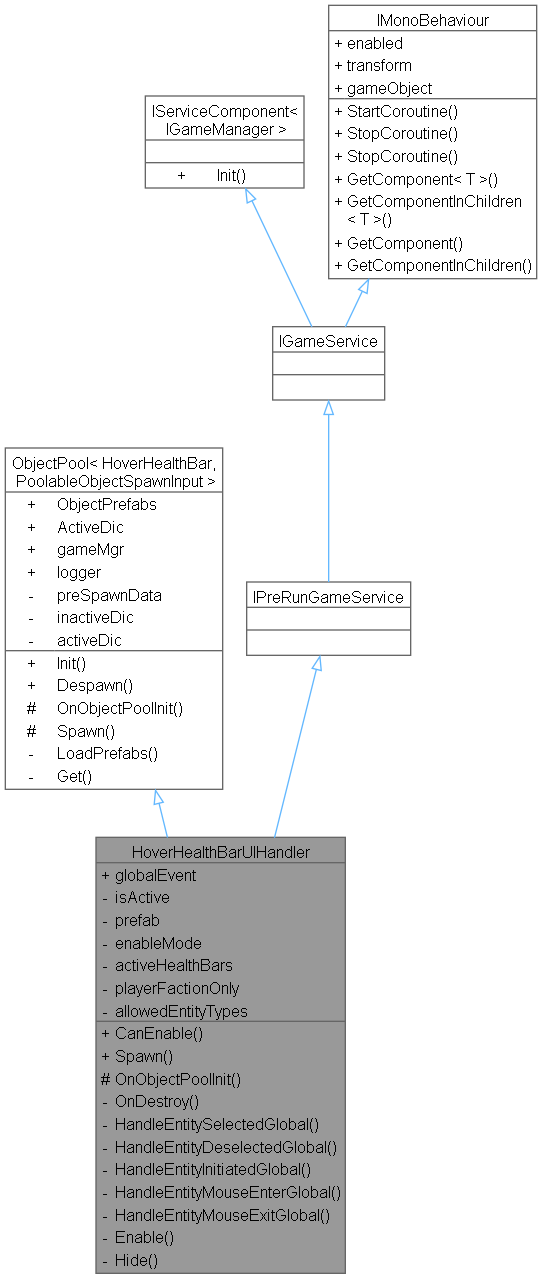 IMonoBehaviour
+ enabled
+ transform
+ gameObject
+ StartCoroutine()
+ StopCoroutine()
+ StopCoroutine()
+ GetComponent< T >()
+ GetComponentInChildren
< T >()
+ GetComponent()
+ GetComponentInChildren()
IServiceComponent<
IGameManager >
+ Init()
IGameService
ObjectPool< HoverHealthBar,
PoolableObjectSpawnInput >
+ ObjectPrefabs
+ ActiveDic
+ gameMgr
+ logger
- preSpawnData
- inactiveDic
- activeDic
+ Init()
+ Despawn()
# OnObjectPoolInit()
# Spawn()
- LoadPrefabs()
- Get()
IPreRunGameService
HoverHealthBarUIHandler
+ globalEvent
- isActive
- prefab
- enableMode
- activeHealthBars
- playerFactionOnly
- allowedEntityTypes
+ CanEnable()
+ Spawn()
# OnObjectPoolInit()
- OnDestroy()
- HandleEntitySelectedGlobal()
- HandleEntityDeselectedGlobal()
- HandleEntityInitiatedGlobal()
- HandleEntityMouseEnterGlobal()
- HandleEntityMouseExitGlobal()
- Enable()
- Hide()